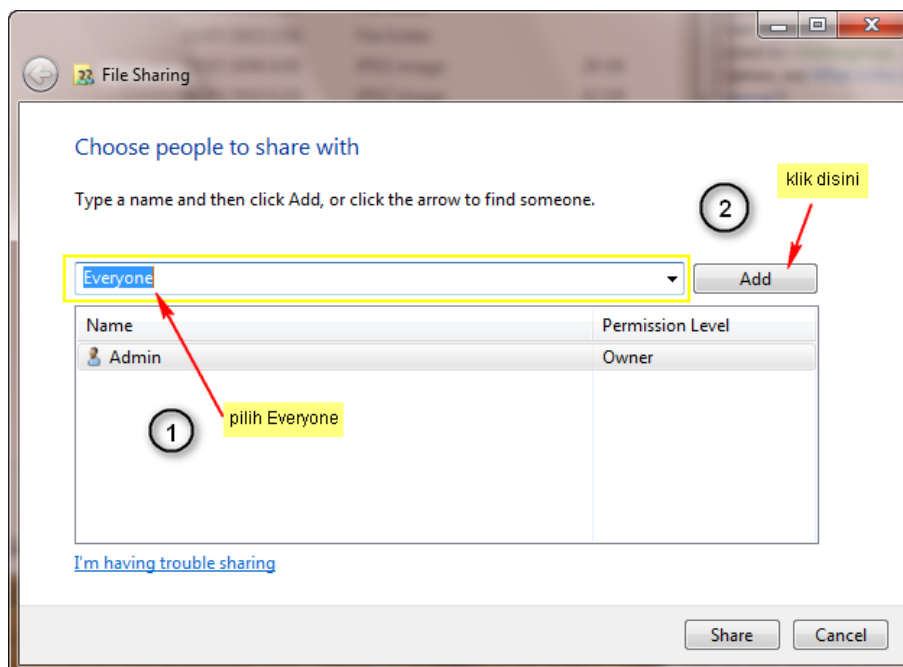 File Sharing
Choose people to share with
Type a name and then click Add, or click the arrow to find someone.
klik disini
2
Everyone
Add
Name Permission Level
Admin Owner
1
pilih Everyone
I'm having trouble sharing
Share Cancel